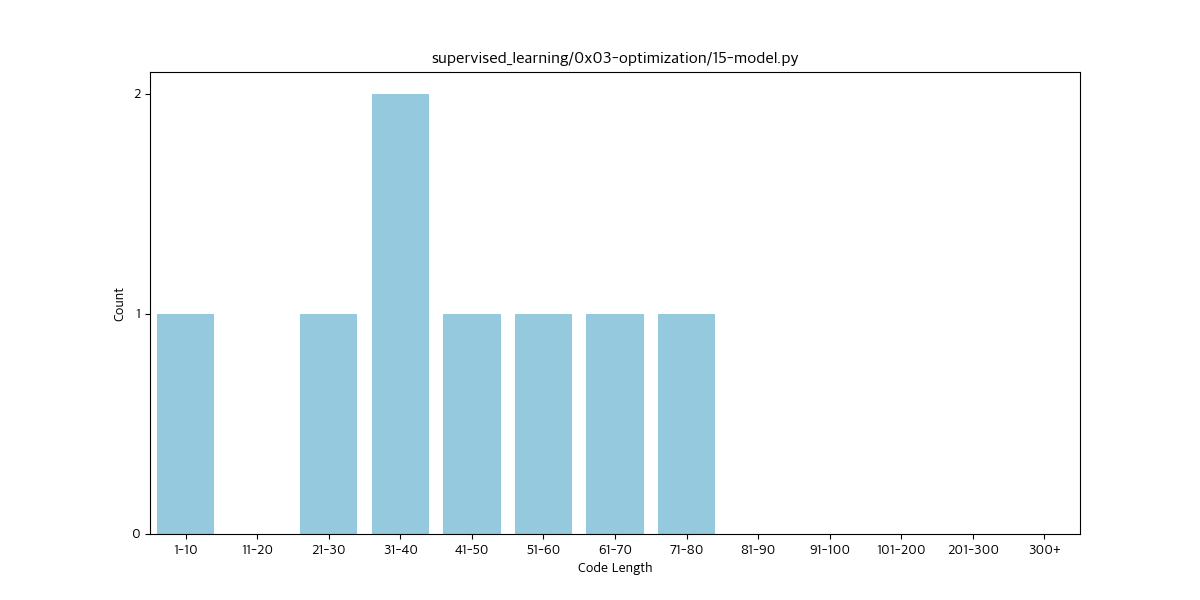 supervised_learning/0x03-optimization/15-model.py
Count
2
1
0
1-10 11-20 21-30 31-40 41-50 51-60 61-70 71-80 81-90 91-100 101-200 201-300 300+
Code Length